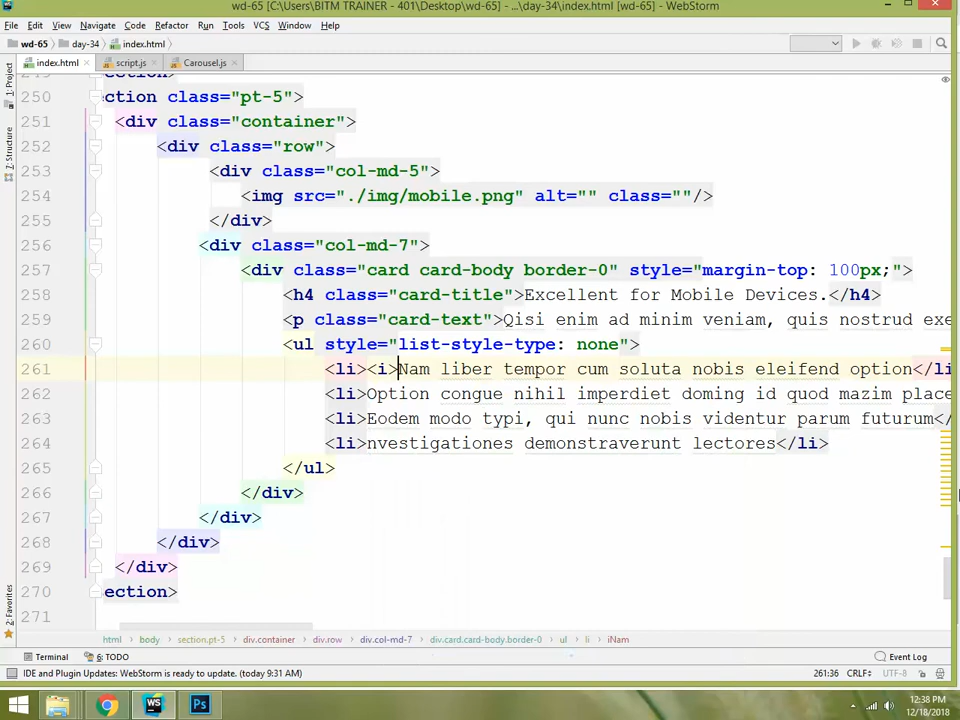 wd-65 [C:\Users\BITM TRAINER - 401\Desktop\wd-65] - ...\day-34\index.html [wd-65] - WebStorm
File Edit View Navigate Code Refactor Run Tools VCS Window Help
wd-65 day-34 index.html
index.html script.js Carousel.js
1: Project
7: Structure
2: Favorites
250 ction class="pt-5">
251 <div class="container">
252 <div class="row">
253 <div class="col-md-5">
254 <img src="./img/mobile.png" alt="" class=""/>
255 </div>
256 <div class="col-md-7">
257 <div class="card card-body border-0" style="margin-top: 100px;">
258 <h4 class="card-title">Excellent for Mobile Devices.</h4>
259 <p class="card-text">Qisi enim ad minim veniam, quis nostrud exe
260 <ul style="list-style-type: none">
261 <li><i>Nam liber tempor cum soluta nobis eleifend option</li
262 <li>Option congue nihil imperdiet doming id quod mazim place
263 <li>Eodem modo typi, qui nunc nobis videntur parum futurum</
264 <li>nvestigationes demonstraverunt lectores</li>
265 </ul>
266 </div>
267 </div>
268 </div>
269 </div>
270 ection>
271
html body section.pt-5 div.container div.row div.col-md-7 div.card.card-body.border-0 ul li iNam
Terminal 6: TODO Event Log
IDE and Plugin Updates: WebStorm is ready to update. (today 9:31 AM) 261:36 CRLF÷ UTF-8 ÷
WS Ps
12:38 PM
12/18/2018